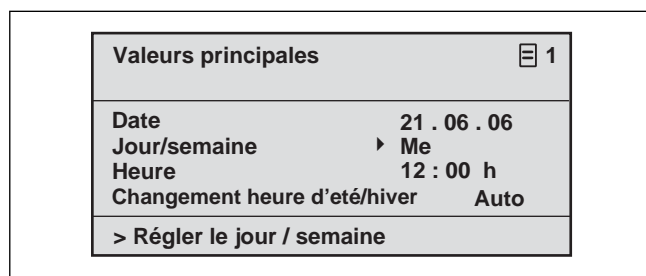 Valeurs principales 1
Date 21 . 06 . 06
Jour/semaine Me
Heure 12 : 00 h
Changement heure d'eté/hiver Auto
> Régler le jour / semaine